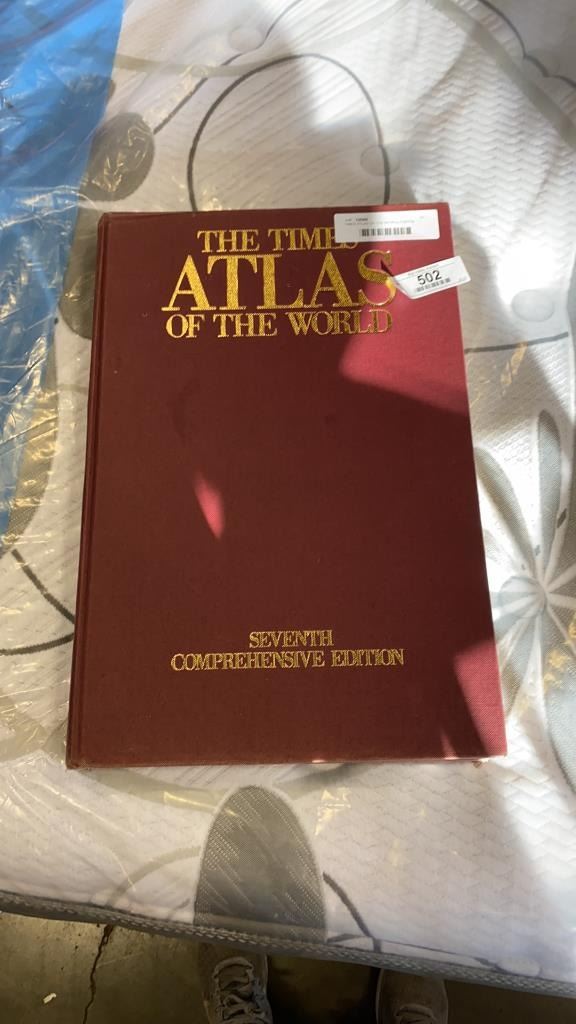 THE TIMES
ATLAS
OF THE WORLD
502
SEVENTH
COMPREHENSIVE EDITION